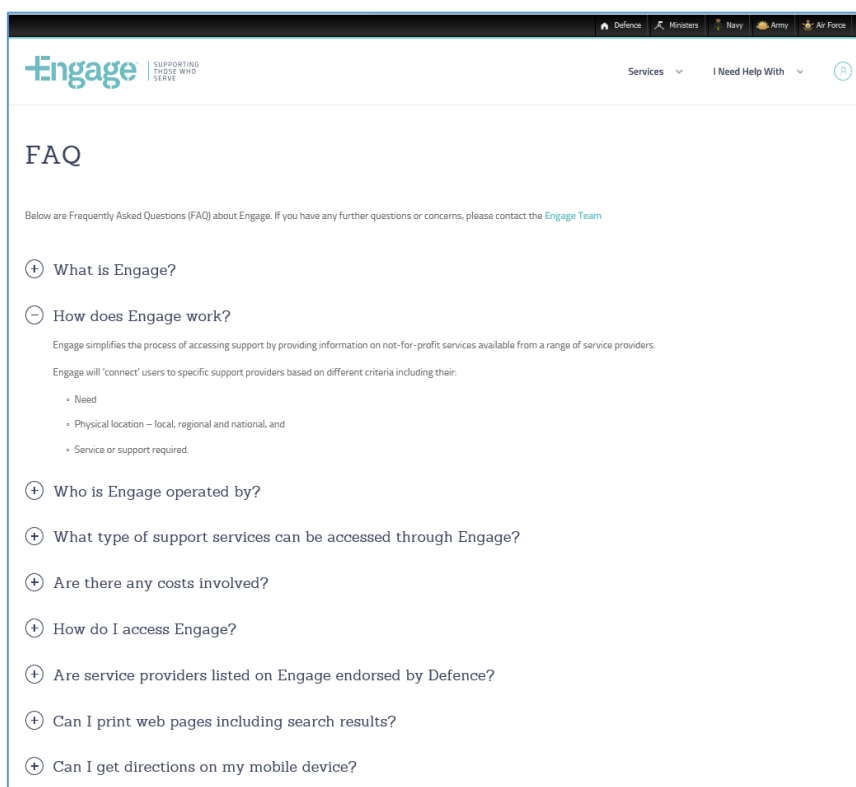 Defence Ministers Navy Army Air Force
Engage SUPPORTING
THOSE WHO
SERVE
Services I Need Help With
FAQ
Below are Frequently Asked Questions (FAQ) about Engage. If you have any further questions or concerns, please contact the Engage Team
What is Engage?
How does Engage work?
Engage simplifies the process of accessing support by providing information on not-for-profit services available from a range of service providers.
Engage will 'connect' users to specific support providers based on different criteria including their:
• Need
• Physical location – local, regional and national, and
• Service or support required.
Who is Engage operated by?
What type of support services can be accessed through Engage?
Are there any costs involved?
How do I access Engage?
Are service providers listed on Engage endorsed by Defence?
Can I print web pages including search results?
Can I get directions on my mobile device?